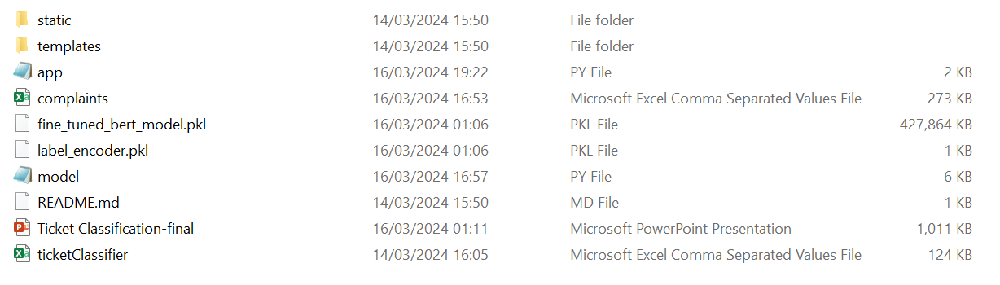 static 14/03/2024 15:50 File folder
templates 14/03/2024 15:50 File folder
app 16/03/2024 19:22 PY File 2 KB
complaints 16/03/2024 16:53 Microsoft Excel Comma Separated Values File 273 KB
fine_tuned_bert_model.pkl 16/03/2024 01:06 PKL File 427,864 KB
label_encoder.pkl 16/03/2024 01:06 PKL File 1 KB
model 16/03/2024 16:57 PY File 6 KB
README.md 14/03/2024 15:50 MD File 1 KB
Ticket Classification-final 16/03/2024 01:11 Microsoft PowerPoint Presentation 1,011 KB
ticketClassifier 14/03/2024 16:05 Microsoft Excel Comma Separated Values File 124 KB